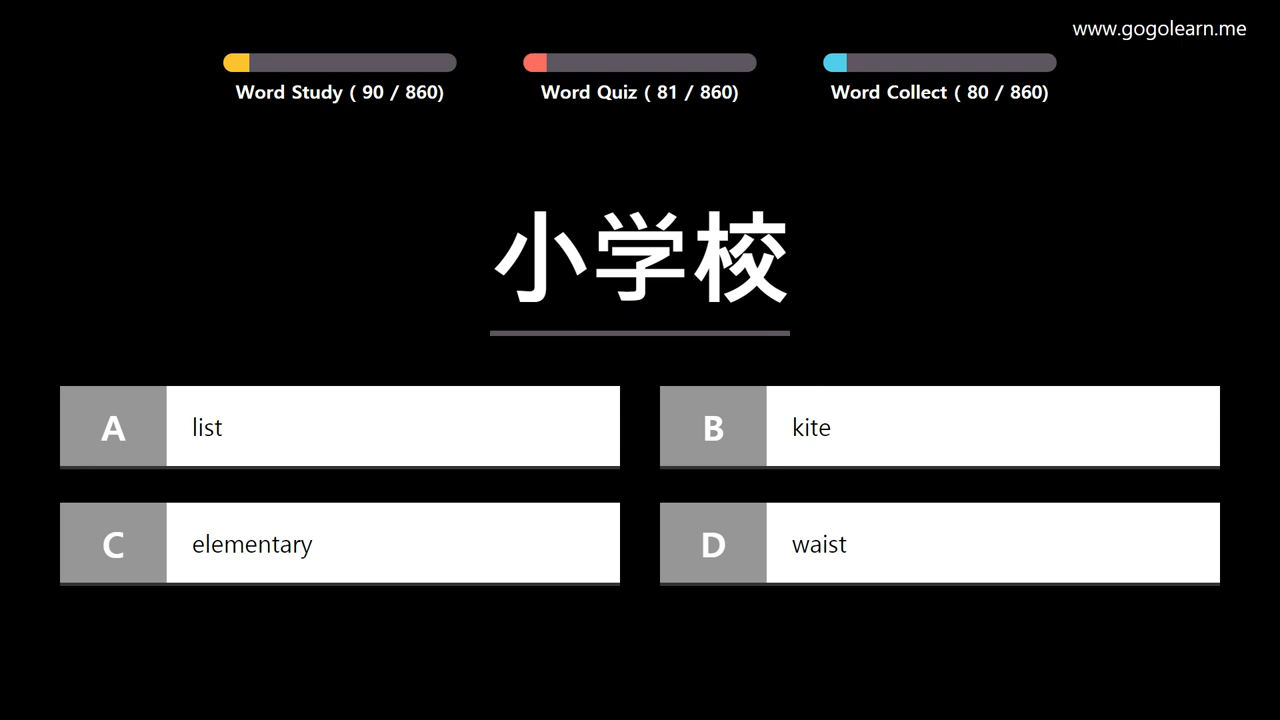 www.gogolearn.me
Word Study ( 90 / 860)
Word Quiz ( 81 / 860)
Word Collect ( 80 / 860)
小学校
A list
B kite
C elementary
D waist